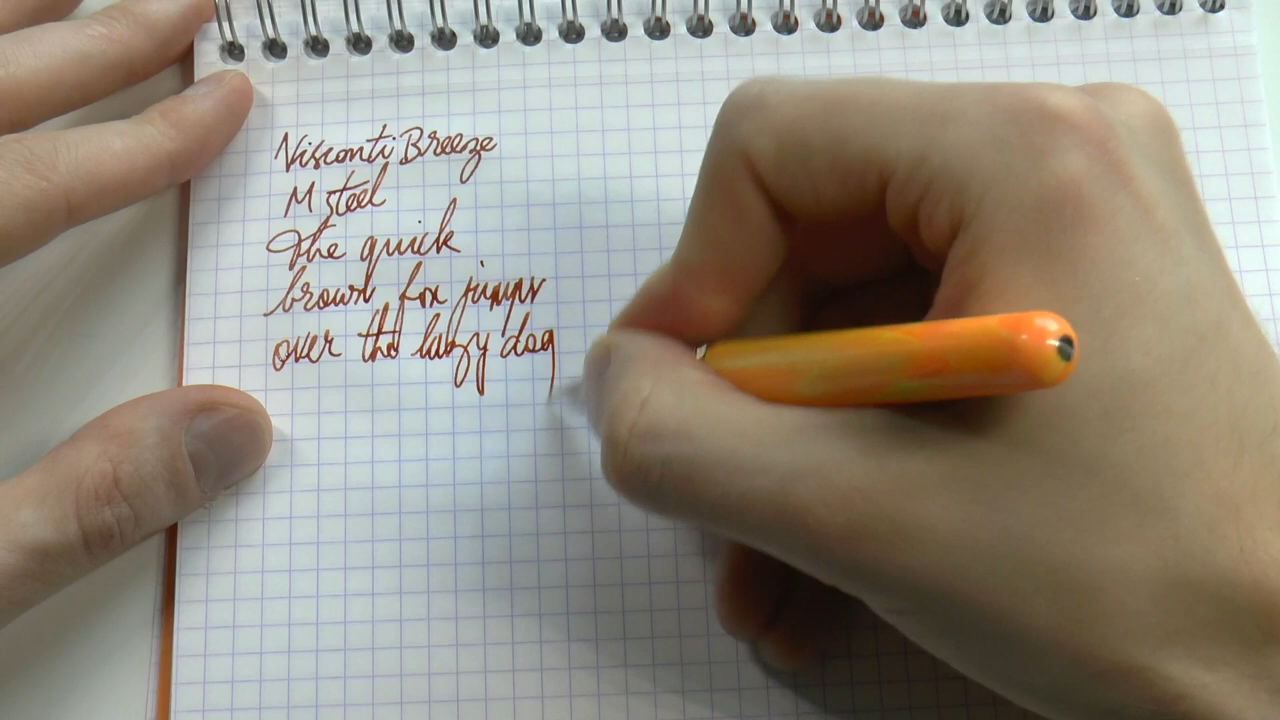 Visconti Breeze
M steel
The quick
brown fox jumps
over the lazy dog